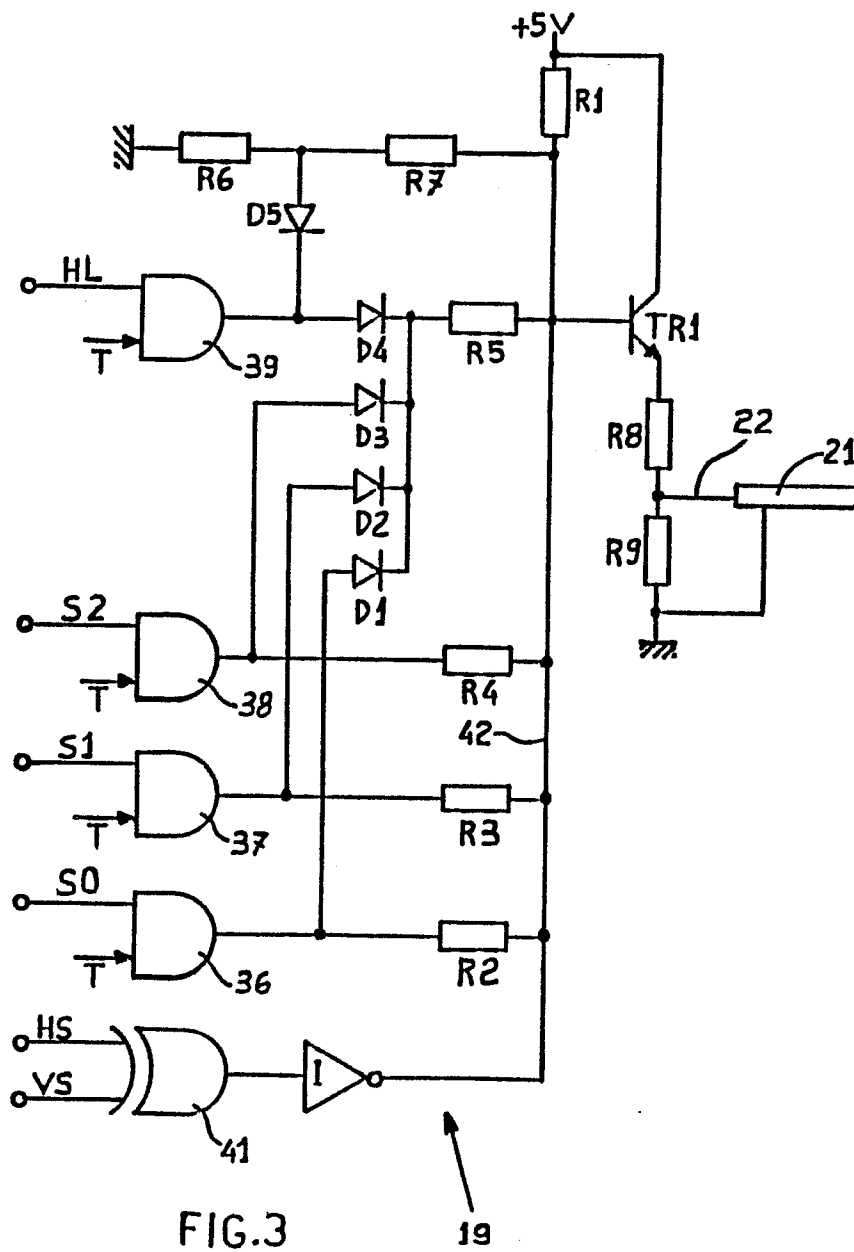 +5V
R1
R6
R7
D5
HL
T
39
D4
R5
TR1
D3
R8
22
21
D2
R9
D1
S2
T
38
R4
42
S1
T
37
R3
S0
T
36
R2
HS
VS
41
I
FIG.3
19